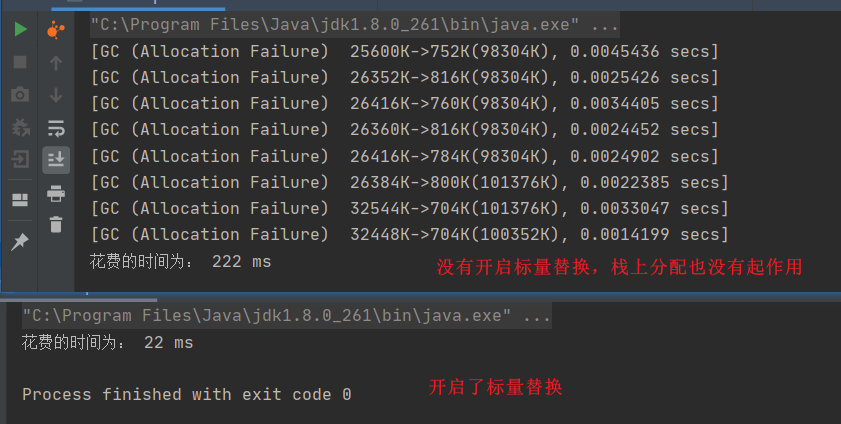 "C:\Program Files\Java\jdk1.8.0_261\bin\java.exe" ...
[GC (Allocation Failure)  25600K->752K(98304K), 0.0045436 secs]
[GC (Allocation Failure)  26352K->816K(98304K), 0.0025426 secs]
[GC (Allocation Failure)  26416K->760K(98304K), 0.0034405 secs]
[GC (Allocation Failure)  26360K->816K(98304K), 0.0024452 secs]
[GC (Allocation Failure)  26416K->784K(98304K), 0.0024902 secs]
[GC (Allocation Failure)  26384K->800K(101376K), 0.0022385 secs]
[GC (Allocation Failure)  32544K->704K(101376K), 0.0033047 secs]
[GC (Allocation Failure)  32448K->704K(100352K), 0.0014199 secs]
花费的时间为： 222 ms
没有开启标量替换，栈上分配也没有起作用
"C:\Program Files\Java\jdk1.8.0_261\bin\java.exe" ...
花费的时间为： 22 ms
Process finished with exit code 0
开启了标量替换